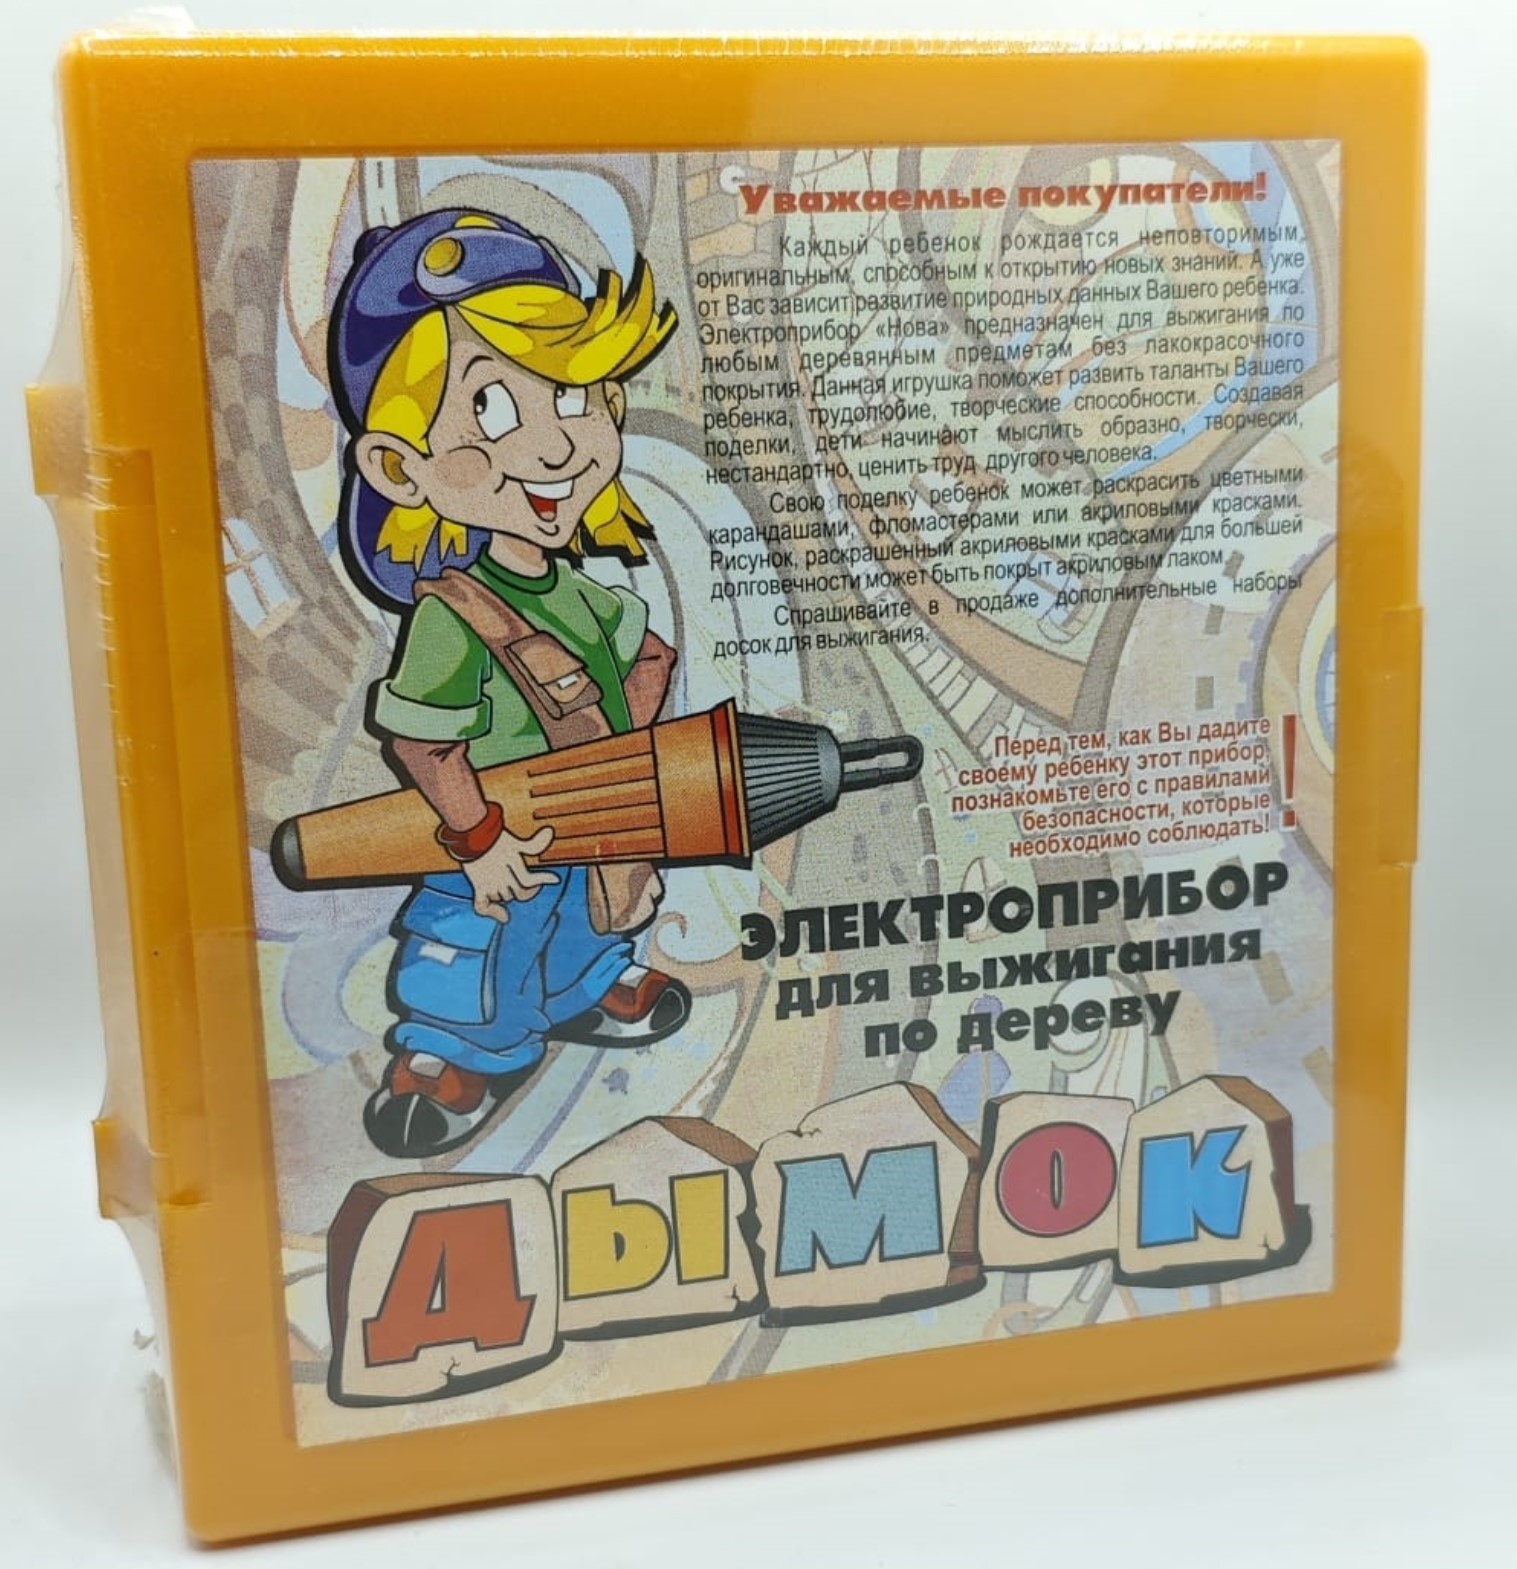 Уважаемые покупатели!
Каждый ребенок рождается неповторимым,
оригинальным, способным к открытию новых знаний. А уже
от Вас зависит развитие природных данных Вашего ребенка.
Электроприбор «Нова» предназначен для выжигания по
любым деревянным предметам без лакокрасочного
покрытия. Данная игрушка поможет развить таланты Вашего
ребенка, трудолюбие, творческие способности. Создавая
поделки, дети начинают мыслить образно, творчески,
нестандартно, ценить труд другого человека.
Свою поделку ребенок может раскрасить цветными
карандашами, фломастерами или акриловыми красками.
Рисунок, раскрашенный акриловыми красками для большей
долговечности может быть покрыт акриловым лаком
Спрашивайте в продаже дополнительные наборы
досок для выжигания.
Перед тем, как Вы дадите
своему ребенку этот прибор,
познакомьте его с правилами
безопасности, которые
необходимо соблюдать!
!
ЭЛЕКТРОПРИБОР
для выжигания
по дереву
ДЫМОК